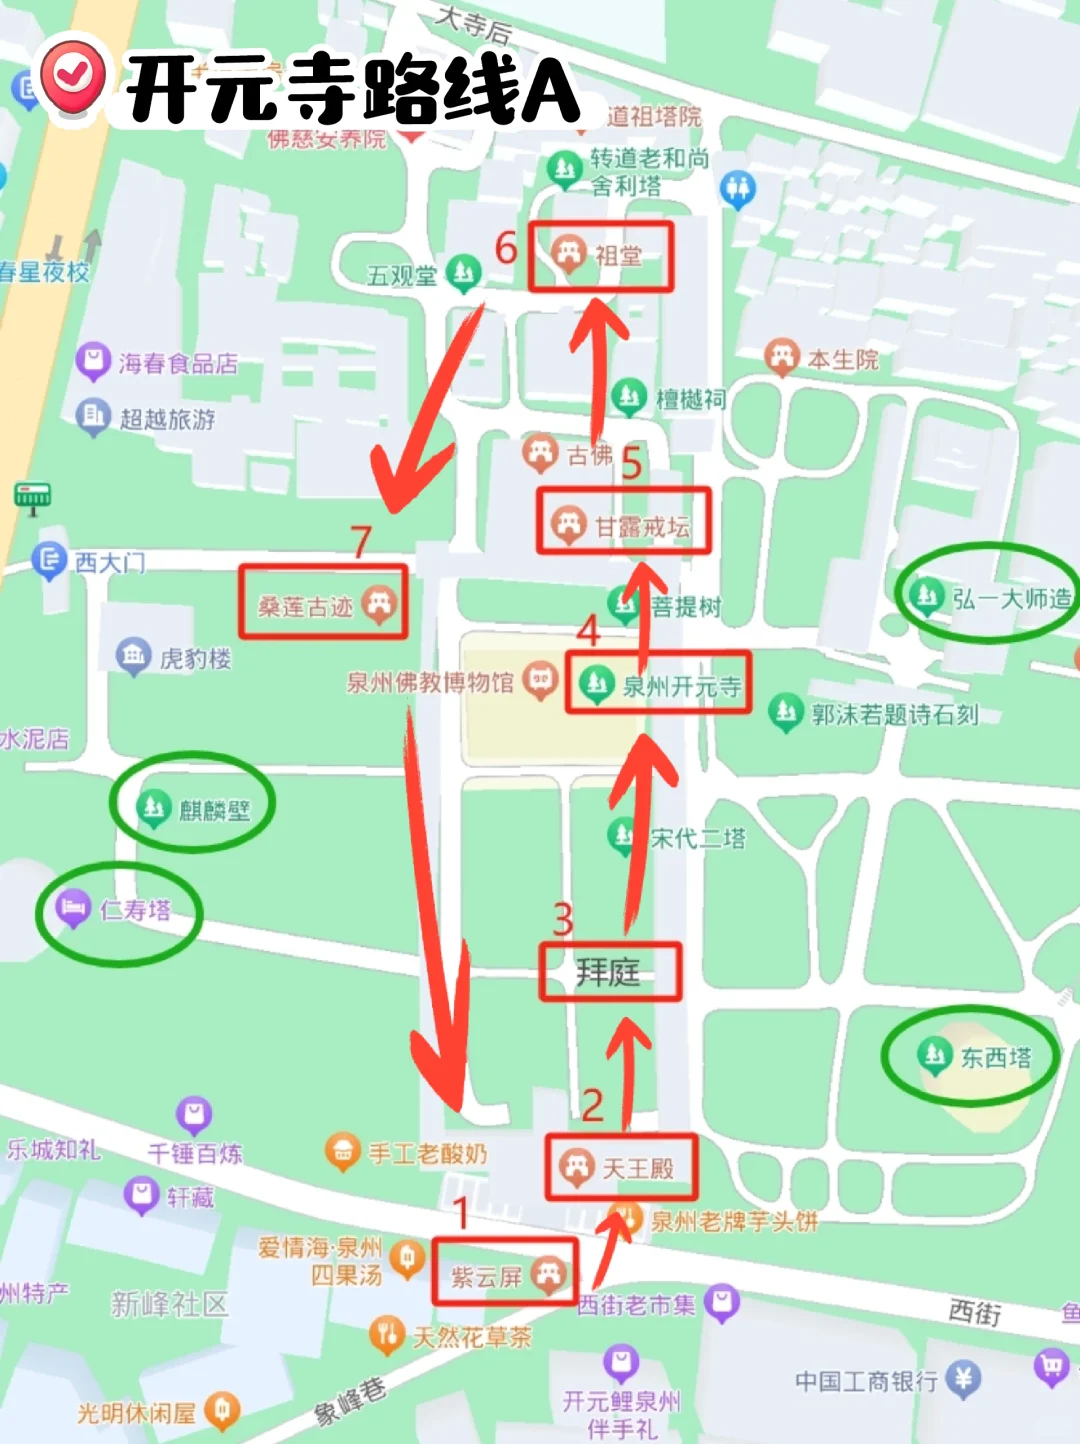 大寺后
开元寺路线A
佛慈安养院
道祖塔院
转道老和尚
舍利塔
6
祖堂
五观堂
春星夜校
海春食品店
本生院
超越旅游
檀樾祠
古佛
5
甘露戒坛
7
西大门
桑莲古迹
菩提树
弘一大师造
4
虎豹楼
泉州佛教博物馆
泉州开元寺
郭沫若题诗石刻
水泥店
麒麟壁
宋代二塔
仁寿塔
3
拜庭
东西塔
2
乐城知礼
千锤百炼
手工老酸奶
天王殿
轩藏
1
泉州老牌芋头饼
爱情海·泉州
四果汤
紫云屏
州特产
新峰社区
西街老市集
西街
鱼
天然花草茶
象峰巷
中国工商银行
开元鲤泉州
伴手礼
光明休闲屋